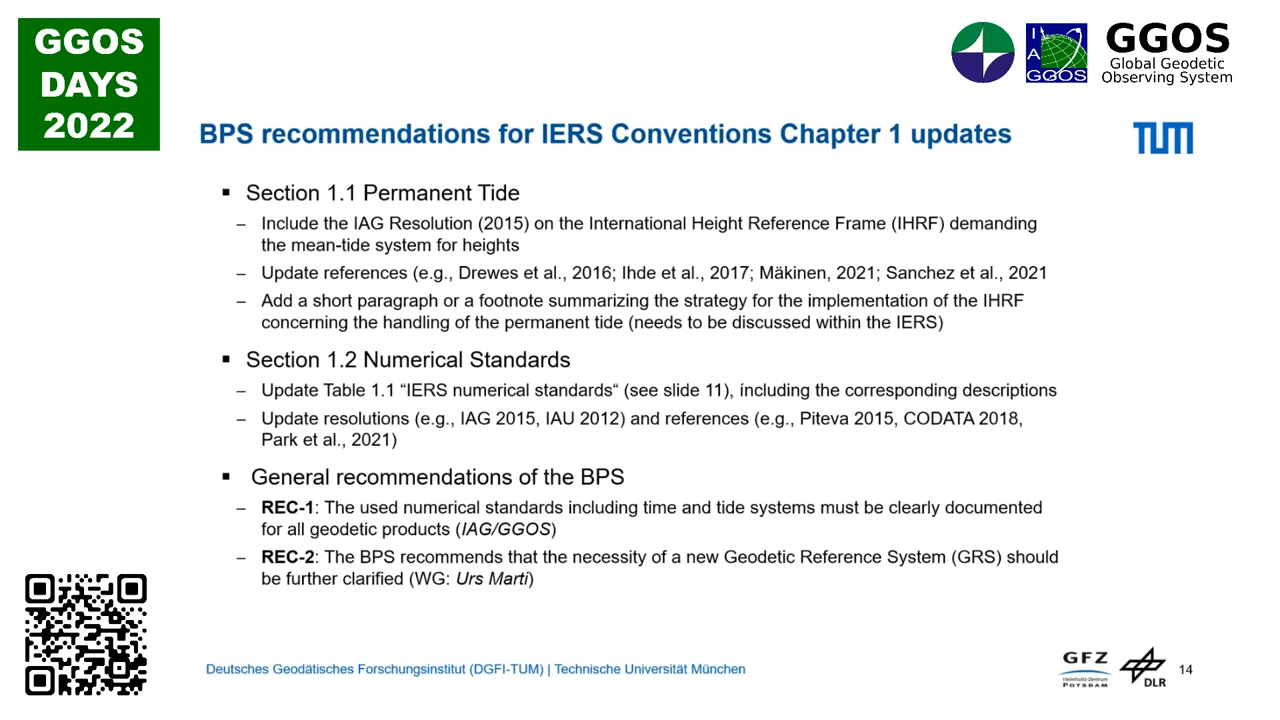 GGOS
DAYS
2022
I
A
GGOS
GGOS
Global Geodetic
Observing System
BPS recommendations for IERS Conventions Chapter 1 updates
TUM
▪ Section 1.1 Permanent Tide
– Include the IAG Resolution (2015) on the International Height Reference Frame (IHRF) demanding
the mean-tide system for heights
– Update references (e.g., Drewes et al., 2016; Ihde et al., 2017; Mäkinen, 2021; Sanchez et al., 2021
– Add a short paragraph or a footnote summarizing the strategy for the implementation of the IHRF
concerning the handling of the permanent tide (needs to be discussed within the IERS)
▪ Section 1.2 Numerical Standards
– Update Table 1.1 “IERS numerical standards“ (see slide 11), including the corresponding descriptions
– Update resolutions (e.g., IAG 2015, IAU 2012) and references (e.g., Piteva 2015, CODATA 2018,
Park et al., 2021)
▪ General recommendations of the BPS
– REC-1: The used numerical standards including time and tide systems must be clearly documented
for all geodetic products (IAG/GGOS)
– REC-2: The BPS recommends that the necessity of a new Geodetic Reference System (GRS) should
be further clarified (WG: Urs Marti)
Deutsches Geodätisches Forschungsinstitut (DGFI-TUM) | Technische Universität München
GFZ
Helmholtz-Zentrum
POTSDAM
DLR
14